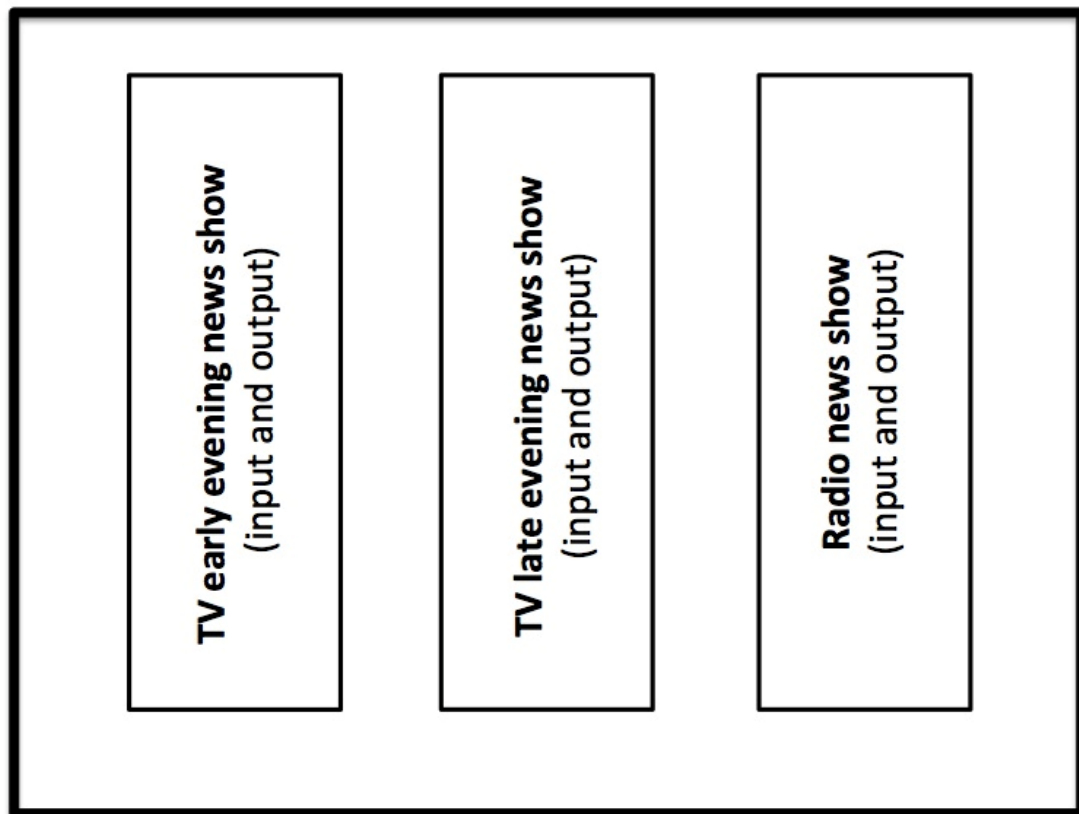 TV early evening news show
(input and output)
TV late evening news show
(input and output)
Radio news show
(input and output)